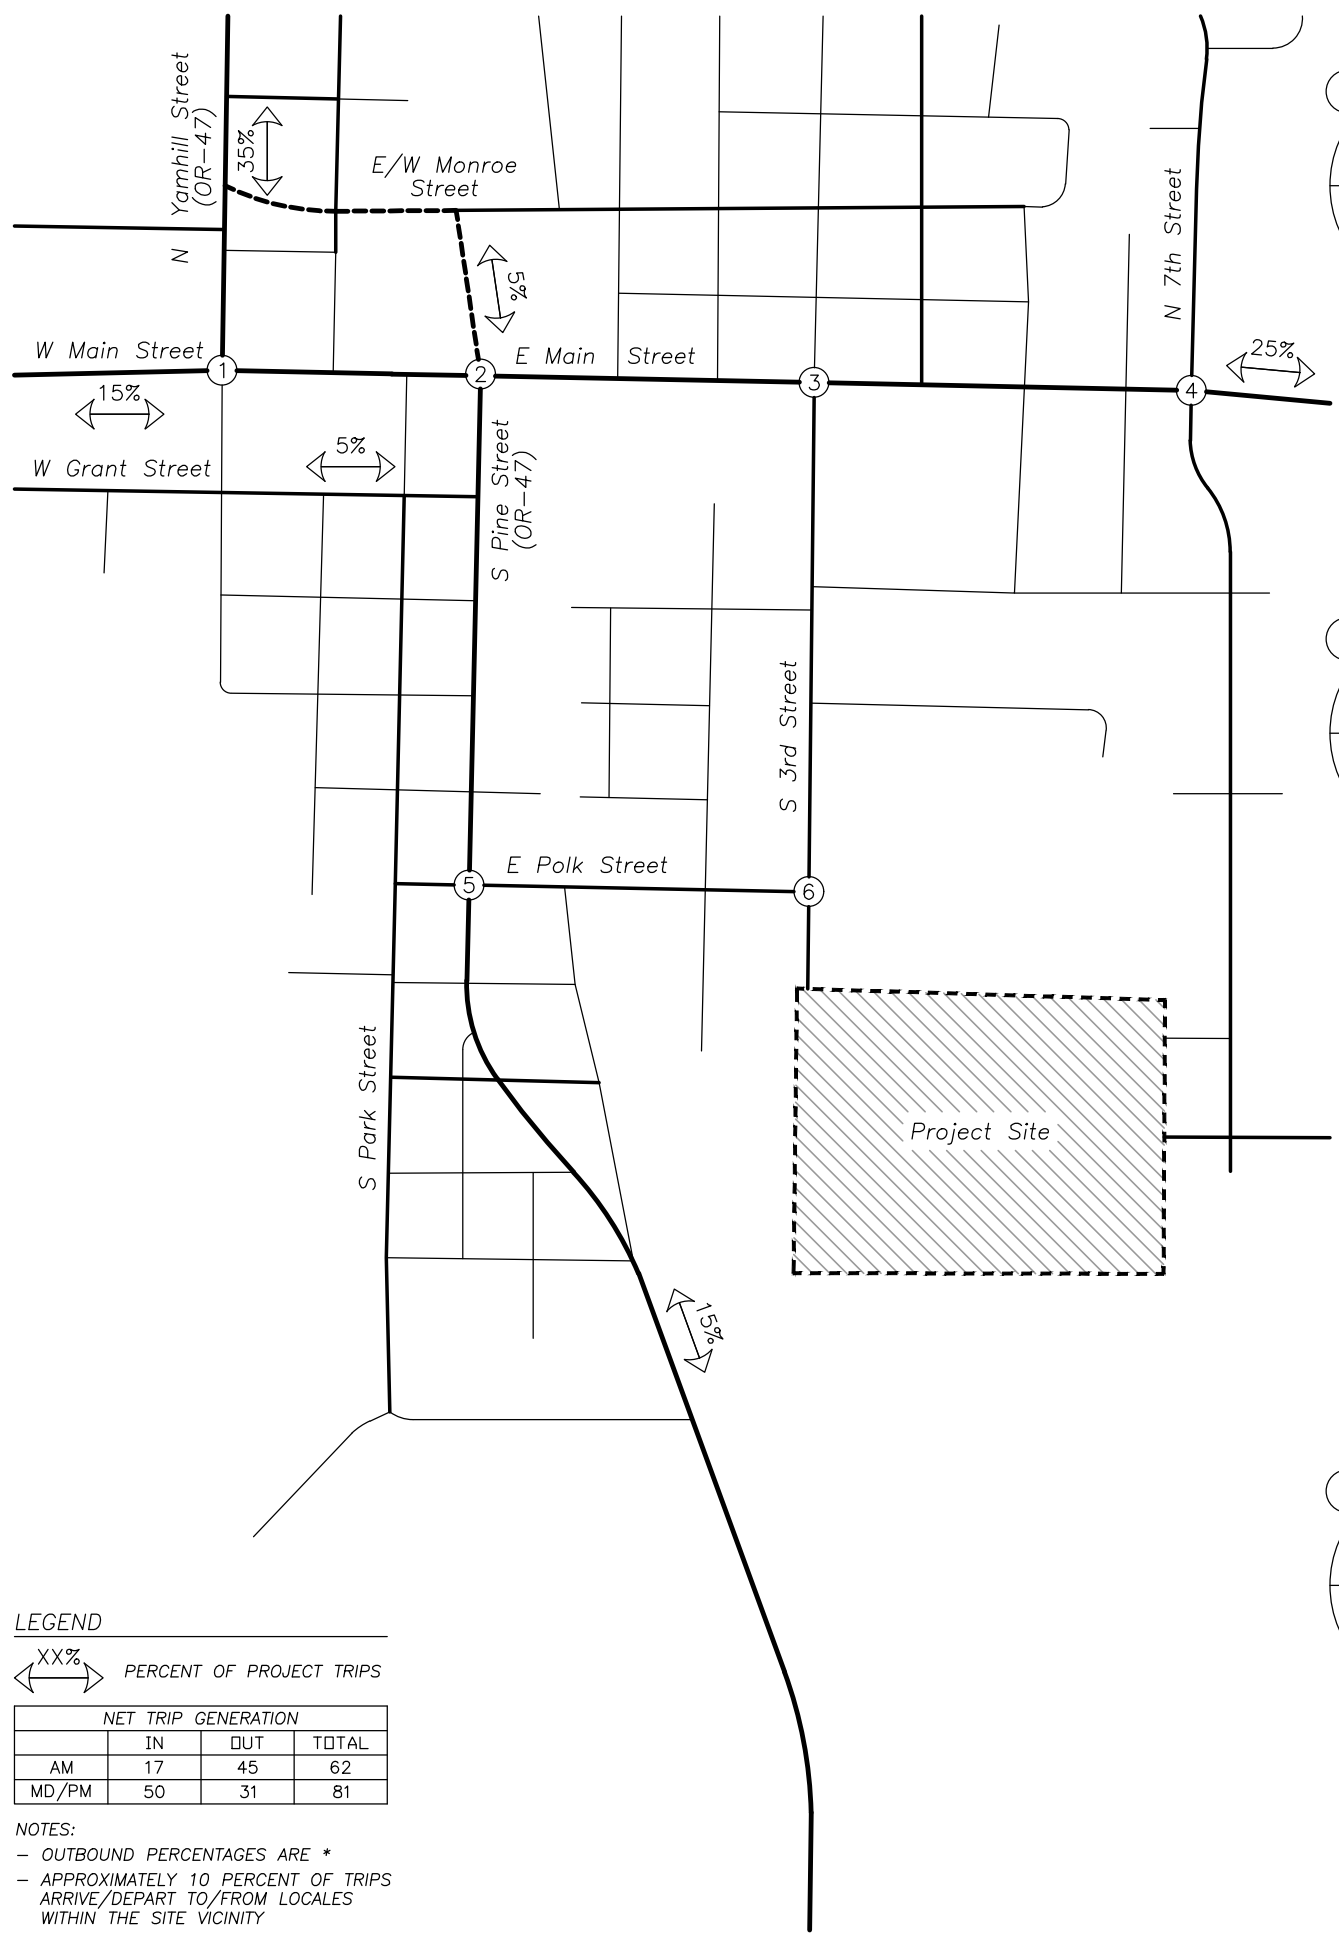 N Yamhill Street
(OR-47)
35%
E/W Monroe
Street
N 7th Street
5%
W Main Street
1
2
E Main Street
3
4
25%
15%
5%
W Grant Street
S Pine Street
(OR-47)
S 3rd Street
E Polk Street
5
6
S Park Street
Project Site
15%
LEGEND
XX%
PERCENT OF PROJECT TRIPS
NET TRIP GENERATION
IN OUT TOTAL
AM 17 45 62
MD/PM 50 31 81
NOTES:
- OUTBOUND PERCENTAGES ARE *
- APPROXIMATELY 10 PERCENT OF TRIPS
ARRIVE/DEPART TO/FROM LOCALES
WITHIN THE SITE VICINITY